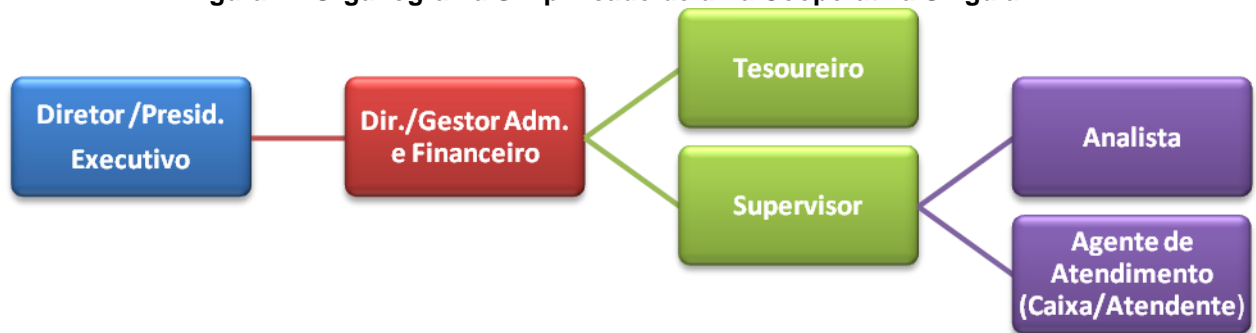 Diretor /Presid.
Executivo
Dir./Gestor Adm.
e Financeiro
Tesoureiro
Supervisor
Analista
Agente de
Atendimento
(Caixa/Atendente)